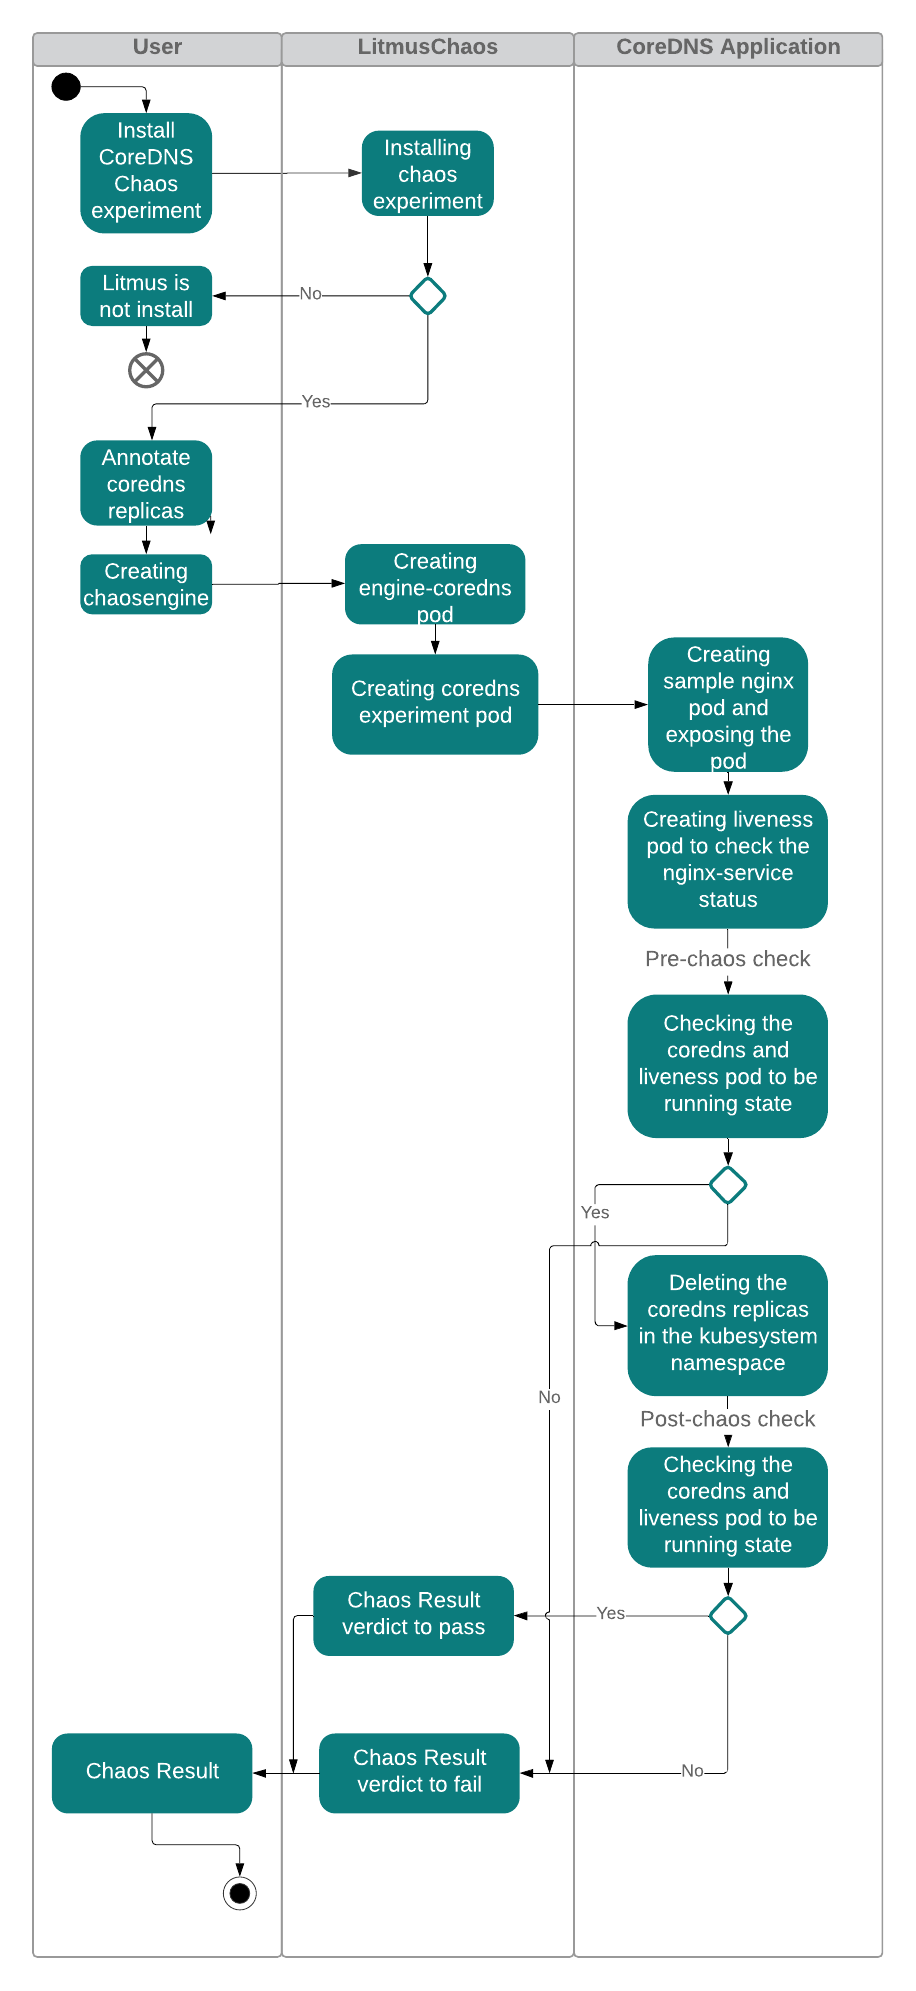 User
LitmusChaos
CoreDNS Application
Install
CoreDNS
Chaos
experiment
Installing
chaos
experiment
Litmus is
not install
No
Yes
Annotate
coredns
replicas
Creating
chaosengine
Creating
engine-coredns
pod
Creating coredns
experiment pod
Creating
sample nginx
pod and
exposing the
pod
Creating liveness
pod to check the
nginx-service
status
Pre-chaos check
Checking the
coredns and
liveness pod to be
running state
Yes
Deleting the
coredns replicas
in the kubesystem
namespace
No
Post-chaos check
Checking the
coredns and
liveness pod to be
running state
Chaos Result
verdict to pass
Yes
Chaos Result
Chaos Result
verdict to fail
No